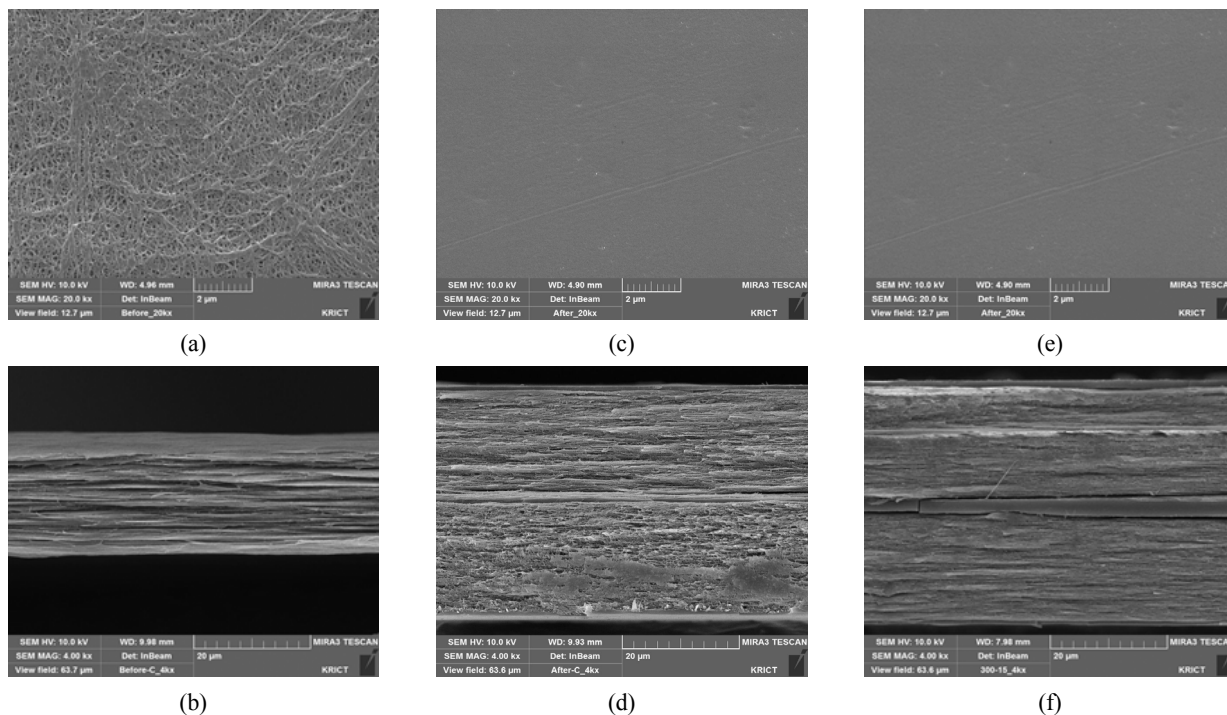 SEM HV: 10.0 kV WD: 4.96 mm MIRA3 TESCAN
SEM MAG: 20.0 kx Det: InBeam 2 µm
View field: 12.7 µm Before_20kx KRICT
(a)
SEM HV: 10.0 kV WD: 4.90 mm MIRA3 TESCAN
SEM MAG: 20.0 kx Det: InBeam 2 µm
View field: 12.7 µm After_20kx KRICT
(c)
SEM HV: 10.0 kV WD: 4.90 mm MIRA3 TESCAN
SEM MAG: 20.0 kx Det: InBeam 2 µm
View field: 12.7 µm After_20kx KRICT
(e)
SEM HV: 10.0 kV WD: 9.98 mm MIRA3 TESCAN
SEM MAG: 4.00 kx Det: InBeam 20 µm
View field: 63.7 µm Before-C_4kx KRICT
(b)
SEM HV: 10.0 kV WD: 9.93 mm MIRA3 TESCAN
SEM MAG: 4.00 kx Det: InBeam 20 µm
View field: 63.6 µm After-C_4kx KRICT
(d)
SEM HV: 10.0 kV WD: 7.98 mm MIRA3 TESCAN
SEM MAG: 4.00 kx Det: InBeam 20 µm
View field: 63.6 µm 300-15_4kx KRICT
(f)